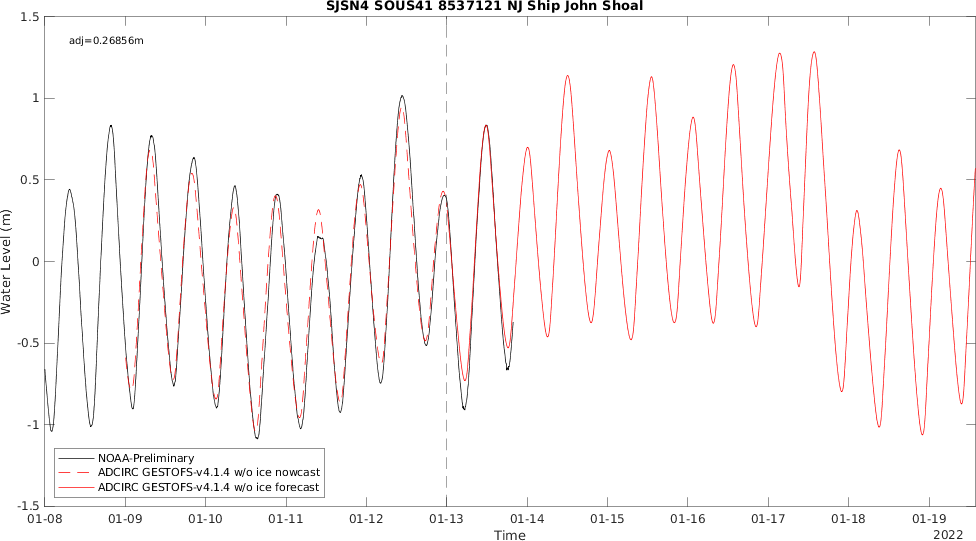 SJSN4 SOUS41 8537121 NJ Ship John Shoal
adj=0.26856m
1.5
1
0.5
0
-0.5
-1
-1.5
Water Level (m)
NOAA-Preliminary
ADCIRC GESTOFS-v4.1.4 w/o ice nowcast
ADCIRC GESTOFS-v4.1.4 w/o ice forecast
01-08 01-09 01-10 01-11 01-12 01-13 01-14 01-15 01-16 01-17 01-18 01-19
Time
2022